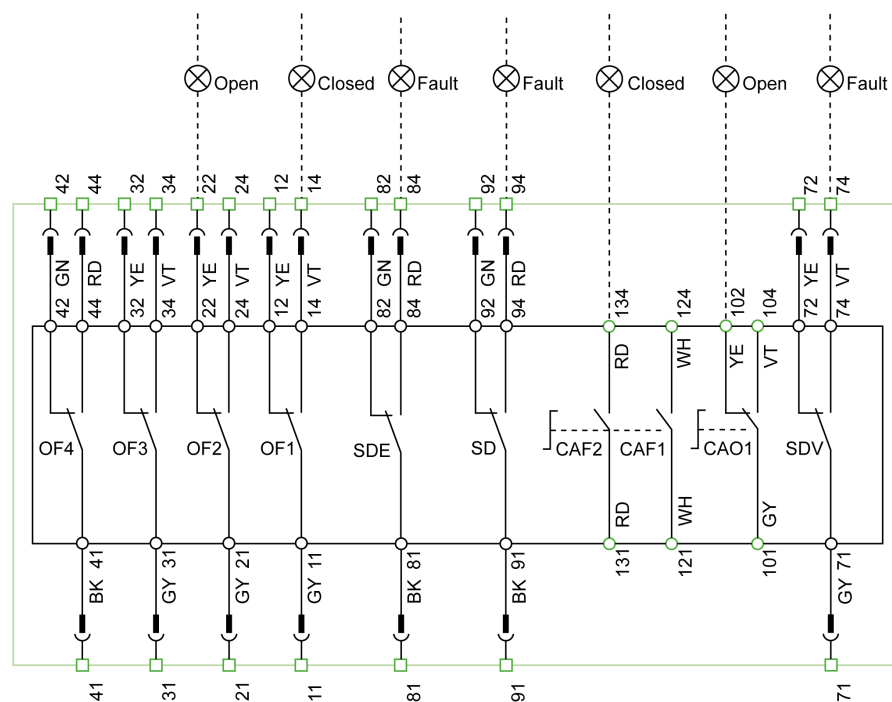 Open Closed Fault Fault Closed Open Fault
42 44 32 34 22 24 12 14 82 84 92 94 72 74
GN RD YE VT YE VT YE VT GN RD GN RD YE VT
42 44 32 34 22 24 12 14 82 84 92 94 134 124 102 104 72 74
RD WH YE VT
OF4 OF3 OF2 OF1 SDE SD CAF2 CAF1 CAO1 SDV
RD WH GY
41 31 21 11 81 91 131 121 101 71
BK GY GY GY BK BK GY
41 31 21 11 81 91 71